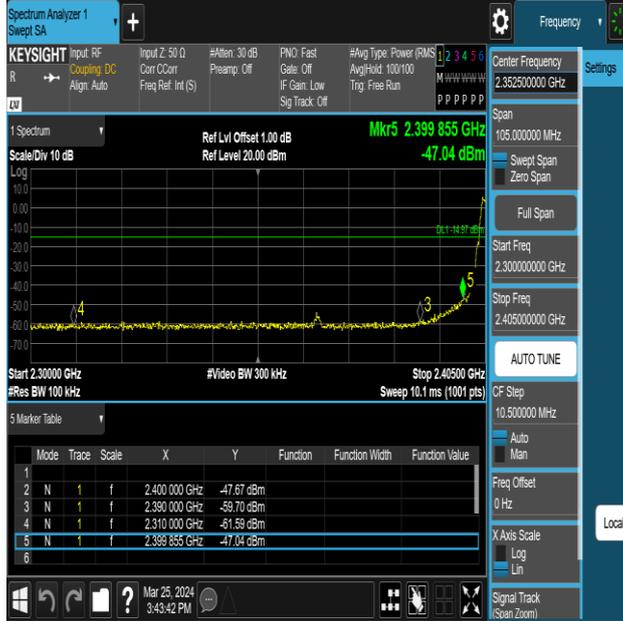 Spectrum Analyzer 1
Swept SA
Frequency
KEYSIGHT
R
LXI
Input: RF
Coupling: DC
Align: Auto
Input Z: 50 Ω
Corr CCorr
Freq Ref: Int (S)
#Atten: 30 dB
Preamp: Off
PNO: Fast
Gate: Off
IF Gain: Low
Sig Track: Off
#Avg Type: Power (RMS
Avg|Hold: 100/100
Trig: Free Run
1 2 3 4 5 6
M W W W W W
P P P P P P
1 Spectrum
Scale/Div 10 dB
Log
Ref Lvl Offset 1.00 dB
Ref Level 20.00 dBm
Mkr5 2.399 855 GHz
-47.04 dBm
10.0
0.00
-10.0
-20.0
-30.0
-40.0
-50.0
-60.0
-70.0
DL1 -14.97 dBm
4
3
5
Start 2.30000 GHz
#Res BW 100 kHz
#Video BW 300 kHz
Stop 2.40500 GHz
Sweep 10.1 ms (1001 pts)
5 Marker Table
Mode Trace Scale X Y Function Function Width Function Value
1
2 N 1 f 2.400 000 GHz -47.67 dBm
3 N 1 f 2.390 000 GHz -59.70 dBm
4 N 1 f 2.310 000 GHz -61.59 dBm
5 N 1 f 2.399 855 GHz -47.04 dBm
6
?
Mar 25, 2024
3:43:42 PM
Center Frequency
2.352500000 GHz
Settings
Span
105.000000 MHz
Swept Span
Zero Span
Full Span
Start Freq
2.300000000 GHz
Stop Freq
2.405000000 GHz
AUTO TUNE
CF Step
10.500000 MHz
Auto
Man
Freq Offset
0 Hz
Local
X Axis Scale
Log
Lin
Signal Track
(Span Zoom)